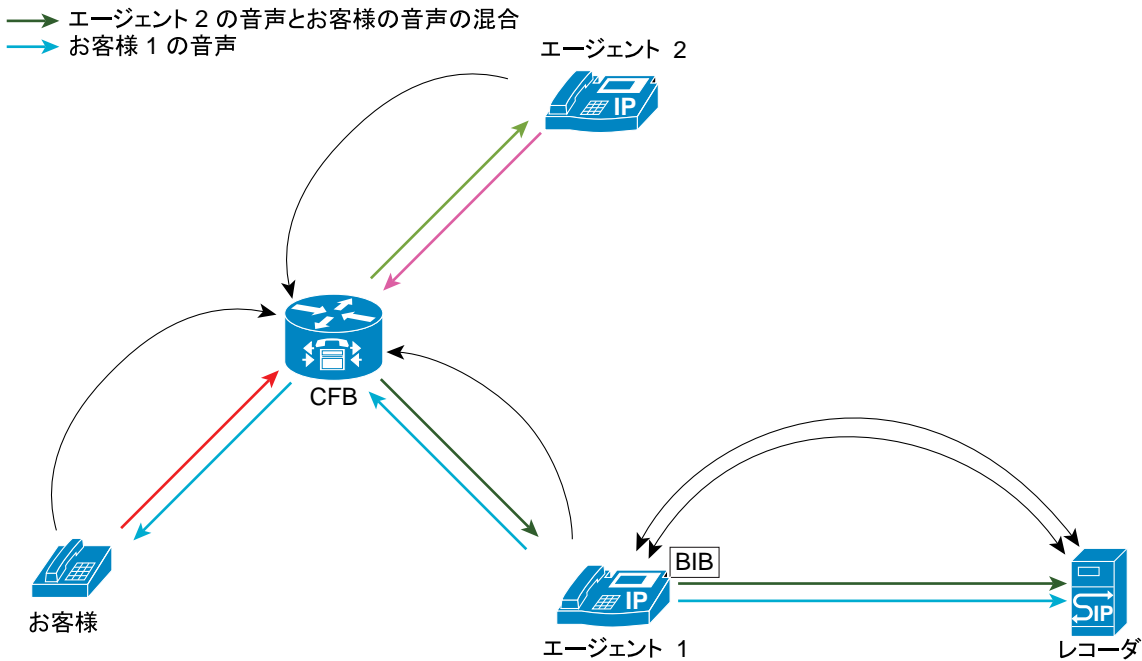 エージェント 2 の音声とお客様の音声の混合
お客様 1 の音声
エージェント 2
IP
CFB
BIB
IP
SIP
お客様
エージェント 1
レコーダ